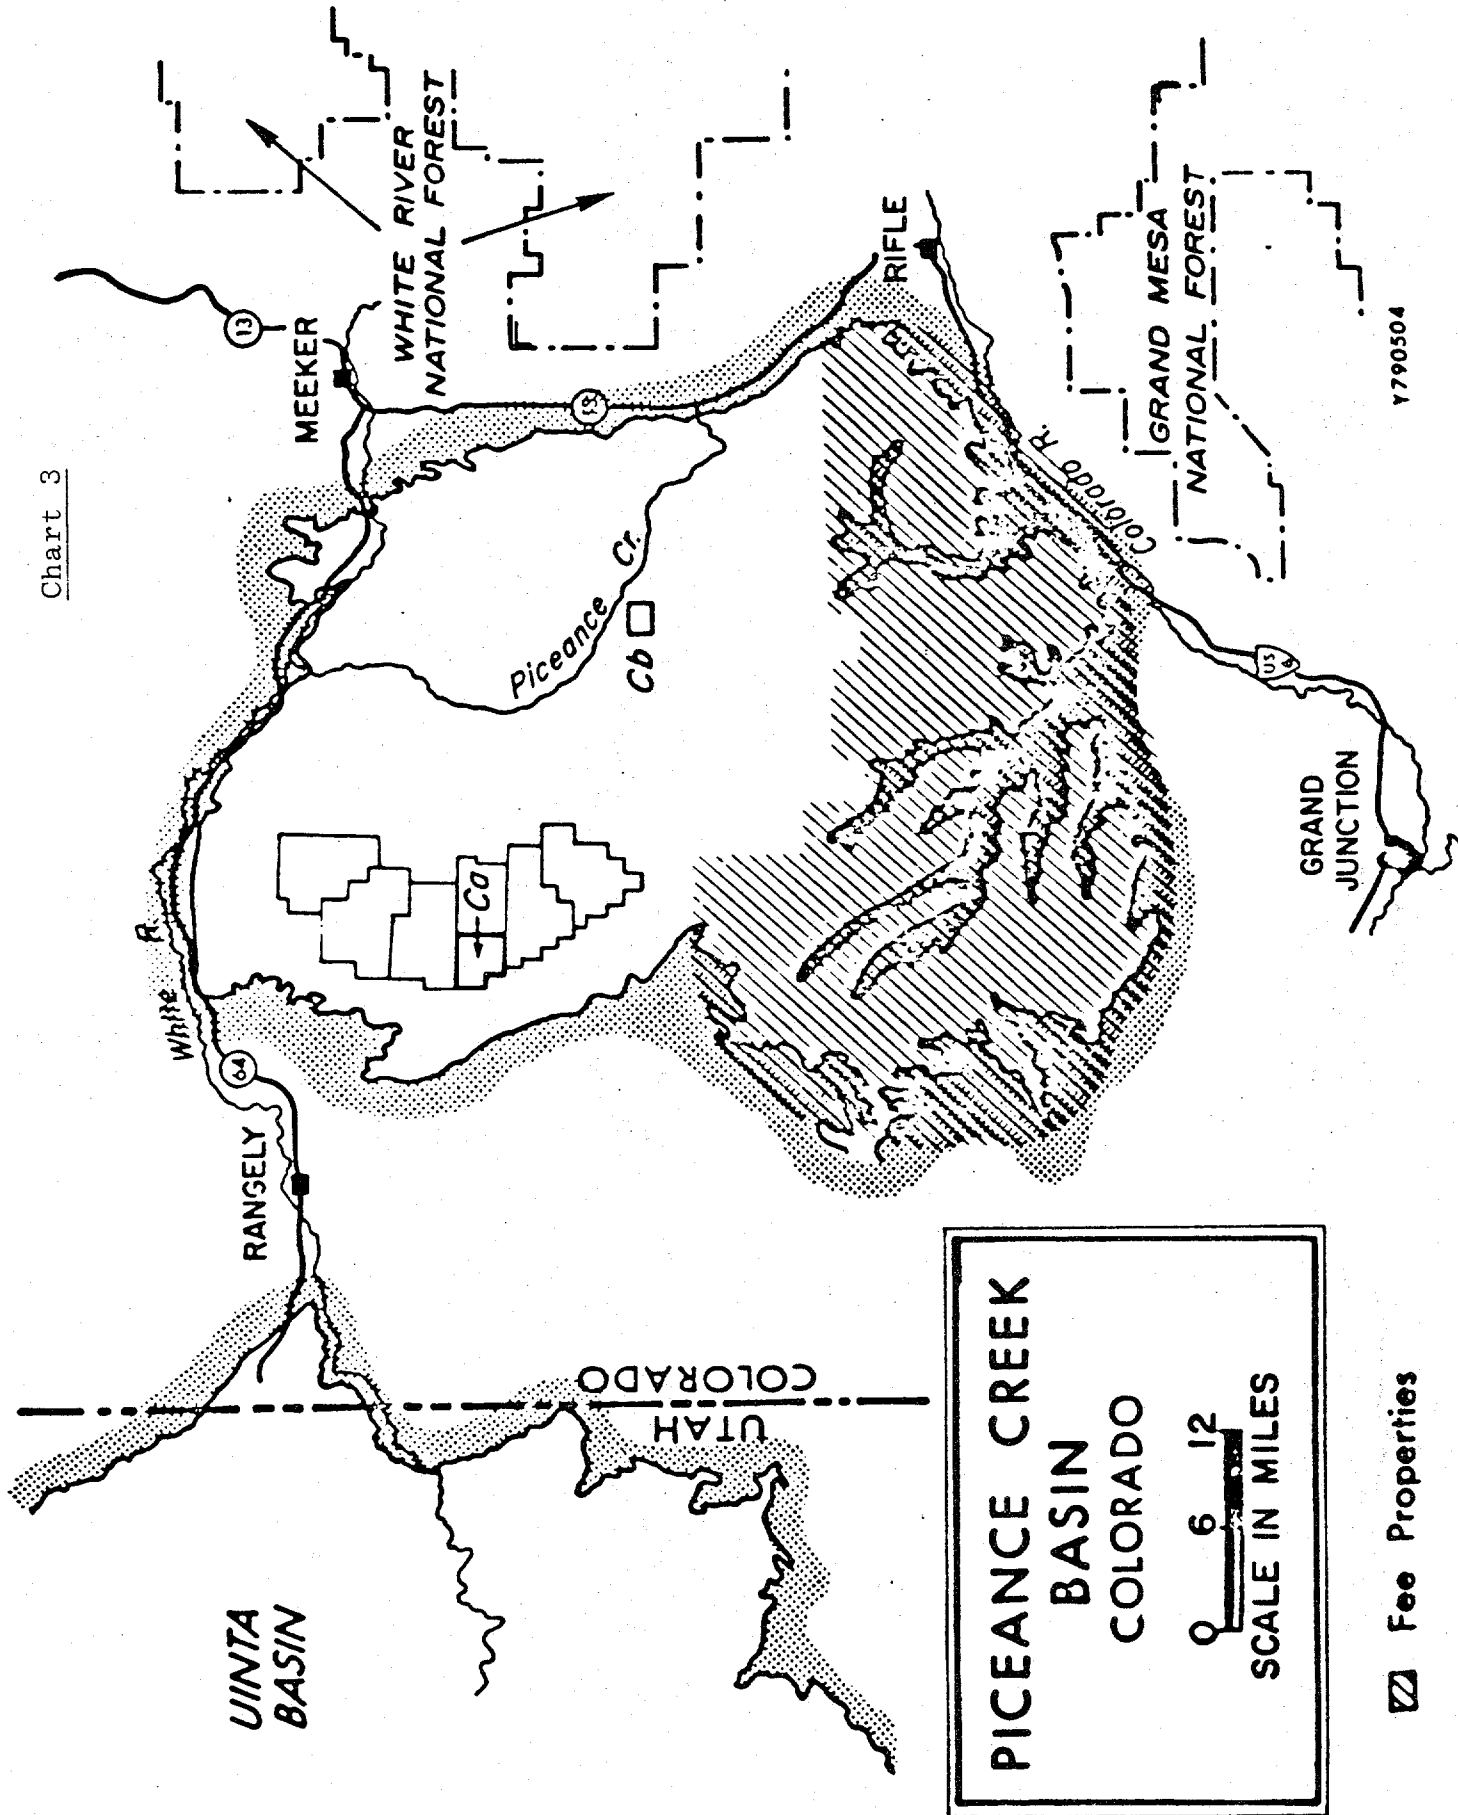 Chart 3
UINTA
BASIN
RANGELY
64
White R.
MEEKER
13
WHITE RIVER
NATIONAL FOREST
UTAH
COLORADO
Ca
Piceance Cr.
Cb
13
RIFLE
Colorado R.
GRAND MESA
NATIONAL FOREST
US
6
GRAND
JUNCTION
PICEANCE CREEK
BASIN
COLORADO
0 6 12
SCALE IN MILES
Fee Properties
Y790504